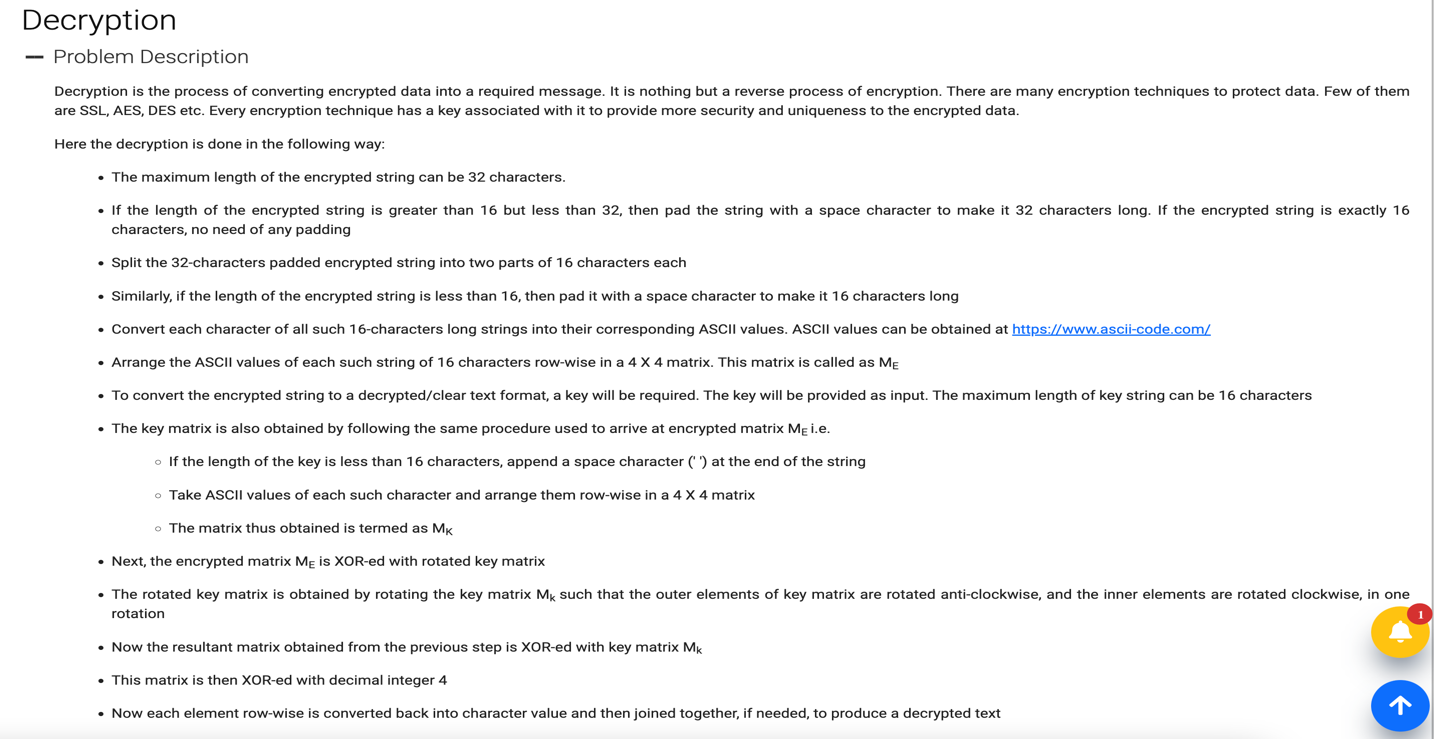 Decryption
Problem Description
Decryption is the process of converting encrypted data into a required message. It is nothing but a reverse process of encryption. There are many encryption techniques to protect data. Few of them
are SSL, AES, DES etc. Every encryption technique has a key associated with it to provide more security and uniqueness to the encrypted data.
Here the decryption is done in the following way:
• The maximum length of the encrypted string can be 32 characters.
• If the length of the encrypted string is greater than 16 but less than 32, then pad the string with a space character to make it 32 characters long. If the encrypted string is exactly 16
characters, no need of any padding
• Split the 32-characters padded encrypted string into two parts of 16 characters each
• Similarly, if the length of the encrypted string is less than 16, then pad it with a space character to make it 16 characters long
• Convert each character of all such 16-characters long strings into their corresponding ASCII values. ASCII values can be obtained at https://www.ascii-code.com/
• Arrange the ASCII values of each such string of 16 characters row-wise in a 4 X 4 matrix. This matrix is called as ME
• To convert the encrypted string to a decrypted/clear text format, a key will be required. The key will be provided as input. The maximum length of key string can be 16 characters
• The key matrix is also obtained by following the same procedure used to arrive at encrypted matrix ME i.e.
○ If the length of the key is less than 16 characters, append a space character (' ') at the end of the string
○ Take ASCII values of each such character and arrange them row-wise in a 4 X 4 matrix
○ The matrix thus obtained is termed as MK
• Next, the encrypted matrix ME is XOR-ed with rotated key matrix
• The rotated key matrix is obtained by rotating the key matrix Mk such that the outer elements of key matrix are rotated anti-clockwise, and the inner elements are rotated clockwise, in one
rotation
• Now the resultant matrix obtained from the previous step is XOR-ed with key matrix Mk
• This matrix is then XOR-ed with decimal integer 4
• Now each element row-wise is converted back into character value and then joined together, if needed, to produce a decrypted text
1